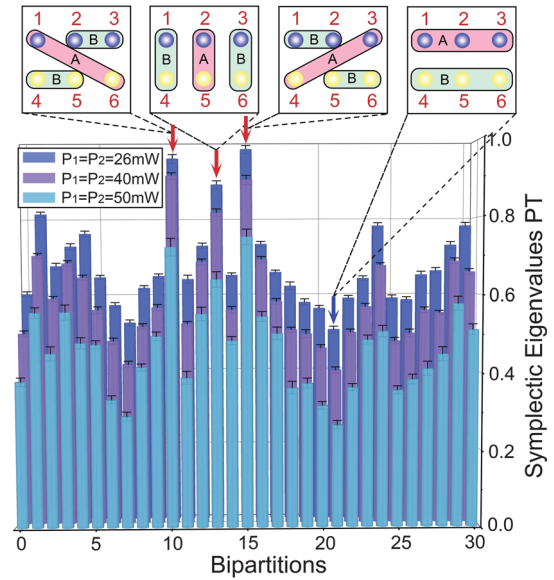 1 2 3
B
A
B
4 5 6
1 2 3
B A B
4 5 6
1 2 3
B
A
B
4 5 6
1 2 3
A
B
4 5 6
P1=P2=26mW
P1=P2=40mW
P1=P2=50mW
1.0
0.8
0.6
0.4
0.2
0.0
Symplectic Eigenvalues PT
0 5 10 15 20 25 30
Bipartitions